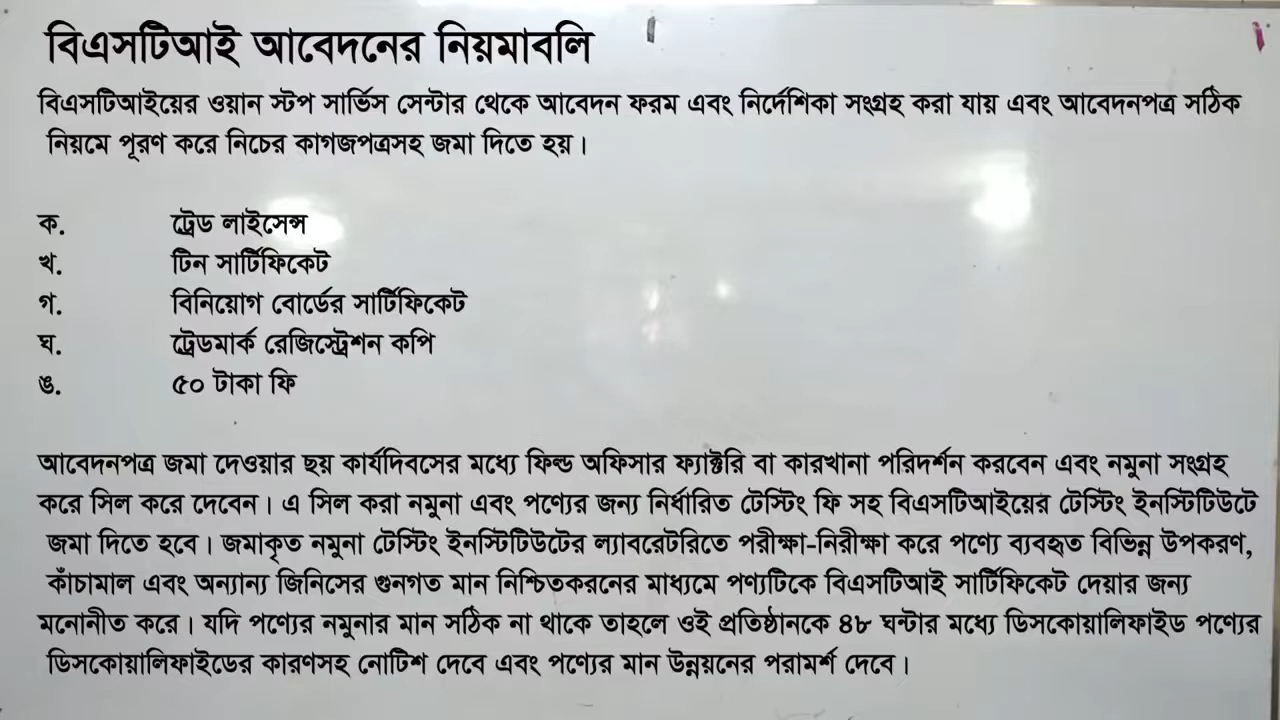 বিএসটিআই আবেদনের নিয়মাবলি
বিএসটিআইয়ের ওয়ান স্টপ সার্ভিস সেন্টার থেকে আবেদন ফরম এবং নির্দেশিকা সংগ্রহ করা যায় এবং আবেদনপত্র সঠিক
নিয়মে পূরণ করে নিচের কাগজপত্রসহ জমা দিতে হয়।
ক. ট্রেড লাইসেন্স
খ. টিন সার্টিফিকেট
গ. বিনিয়োগ বোর্ডের সার্টিফিকেট
ঘ. ট্রেডমার্ক রেজিস্ট্রেশন কপি
ঙ. ৫০ টাকা ফি
আবেদনপত্র জমা দেওয়ার ছয় কার্যদিবসের মধ্যে ফিল্ড অফিসার ফ্যাক্টরি বা কারখানা পরিদর্শন করবেন এবং নমুনা সংগ্রহ
করে সিল করে দেবেন। এ সিল করা নমুনা এবং পণ্যের জন্য নির্ধারিত টেস্টিং ফি সহ বিএসটিআইয়ের টেস্টিং ইনস্টিটিউটে
জমা দিতে হবে। জমাকৃত নমুনা টেস্টিং ইনস্টিটিউটের ল্যাবরেটরিতে পরীক্ষা-নিরীক্ষা করে পণ্যে ব্যবহৃত বিভিন্ন উপকরণ,
কাঁচামাল এবং অন্যান্য জিনিসের গুনগত মান নিশ্চিতকরনের মাধ্যমে পণ্যটিকে বিএসটিআই সার্টিফিকেট দেয়ার জন্য
মনোনীত করে। যদি পণ্যের নমুনার মান সঠিক না থাকে তাহলে ওই প্রতিষ্ঠানকে ৪৮ ঘন্টার মধ্যে ডিসকোয়ালিফাইড পণ্যের
ডিসকোয়ালিফাইডের কারণসহ নোটিশ দেবে এবং পণ্যের মান উন্নয়নের পরামর্শ দেবে।